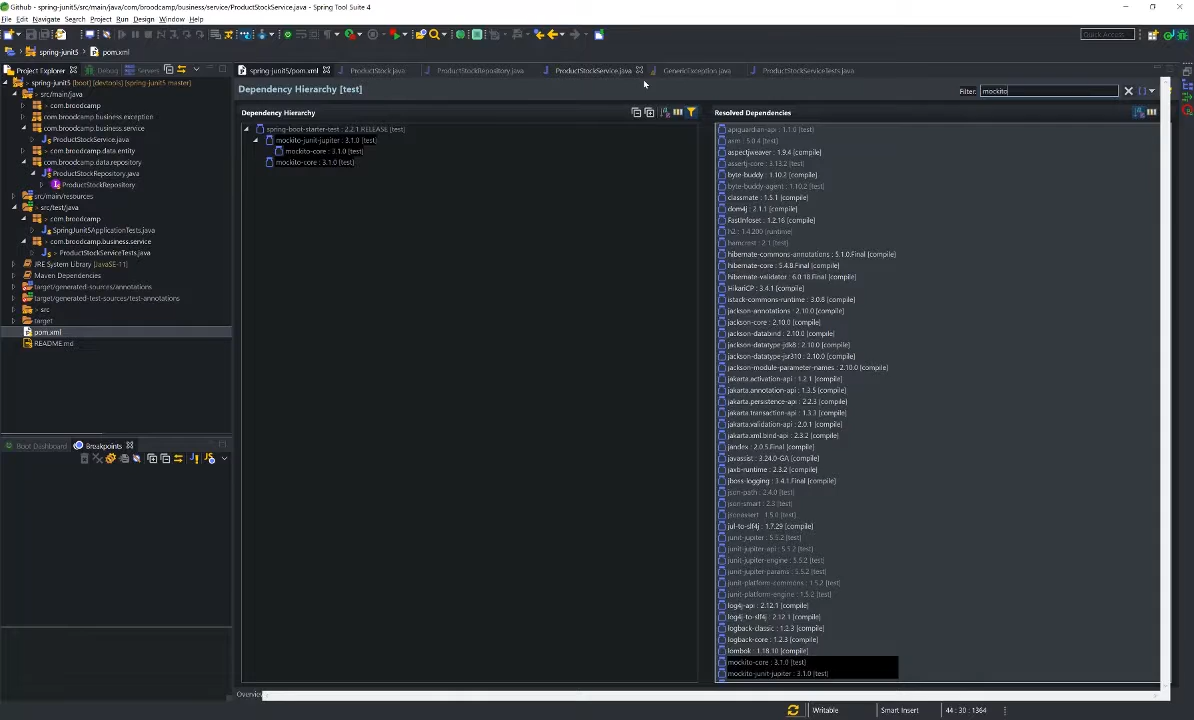 Github - spring-junit5/src/main/java/com/broodcamp/business/service/ProductStockService.java - Spring Tool Suite 4
File Edit Navigate Search Project Run Design Window Help
Quick Access
spring-junit5 pom.xml
Project Explorer Debug Servers
spring-junit5/pom.xml ProductStock.java ProductStockRepository.java ProductStockService.java GenericException.java ProductStockServiceTests.java
spring-junit5 [boot] [devtools] [spring-junit5 master]
src/main/java
com.broodcamp
com.broodcamp.business.exception
com.broodcamp.business.service
ProductStockService.java
com.broodcamp.data.entity
com.broodcamp.data.repository
ProductStockRepository.java
ProductStockRepository
src/main/resources
src/test/java
com.broodcamp
SpringJunit5ApplicationTests.java
com.broodcamp.business.service
ProductStockServiceTests.java
JRE System Library [JavaSE-11]
Maven Dependencies
target/generated-sources/annotations
target/generated-test-sources/test-annotations
src
target
pom.xml
README.md
Boot Dashboard Breakpoints
Dependency Hierarchy [test]
Filter: mockito
Dependency Hierarchy
spring-boot-starter-test : 2.2.1.RELEASE [test]
mockito-junit-jupiter : 3.1.0 [test]
mockito-core : 3.1.0 [test]
mockito-core : 3.1.0 [test]
Resolved Dependencies
apiguardian-api : 1.1.0 [test]
asm : 5.0.4 [test]
aspectjweaver : 1.9.4 [compile]
assertj-core : 3.13.2 [test]
byte-buddy : 1.10.2 [compile]
byte-buddy-agent : 1.10.2 [test]
classmate : 1.5.1 [compile]
dom4j : 2.1.1 [compile]
FastInfoset : 1.2.16 [compile]
h2 : 1.4.200 [runtime]
hamcrest : 2.1 [test]
hibernate-commons-annotations : 5.1.0.Final [compile]
hibernate-core : 5.4.8.Final [compile]
hibernate-validator : 6.0.18.Final [compile]
HikariCP : 3.4.1 [compile]
istack-commons-runtime : 3.0.8 [compile]
jackson-annotations : 2.10.0 [compile]
jackson-core : 2.10.0 [compile]
jackson-databind : 2.10.0 [compile]
jackson-datatype-jdk8 : 2.10.0 [compile]
jackson-datatype-jsr310 : 2.10.0 [compile]
jackson-module-parameter-names : 2.10.0 [compile]
jakarta.activation-api : 1.2.1 [compile]
jakarta.annotation-api : 1.3.5 [compile]
jakarta.persistence-api : 2.2.3 [compile]
jakarta.transaction-api : 1.3.3 [compile]
jakarta.validation-api : 2.0.1 [compile]
jakarta.xml.bind-api : 2.3.2 [compile]
jandex : 2.0.5.Final [compile]
javassist : 3.24.0-GA [compile]
jaxb-runtime : 2.3.2 [compile]
jboss-logging : 3.4.1.Final [compile]
json-path : 2.4.0 [test]
json-smart : 2.3 [test]
jsonassert : 1.5.0 [test]
jul-to-slf4j : 1.7.29 [compile]
junit-jupiter : 5.5.2 [test]
junit-jupiter-api : 5.5.2 [test]
junit-jupiter-engine : 5.5.2 [test]
junit-jupiter-params : 5.5.2 [test]
junit-platform-commons : 1.5.2 [test]
junit-platform-engine : 1.5.2 [test]
log4j-api : 2.12.1 [compile]
log4j-to-slf4j : 2.12.1 [compile]
logback-classic : 1.2.3 [compile]
logback-core : 1.2.3 [compile]
lombok : 1.18.10 [compile]
mockito-core : 3.1.0 [test]
mockito-junit-jupiter : 3.1.0 [test]
Overview
Writable Smart Insert 44 : 30 : 1364